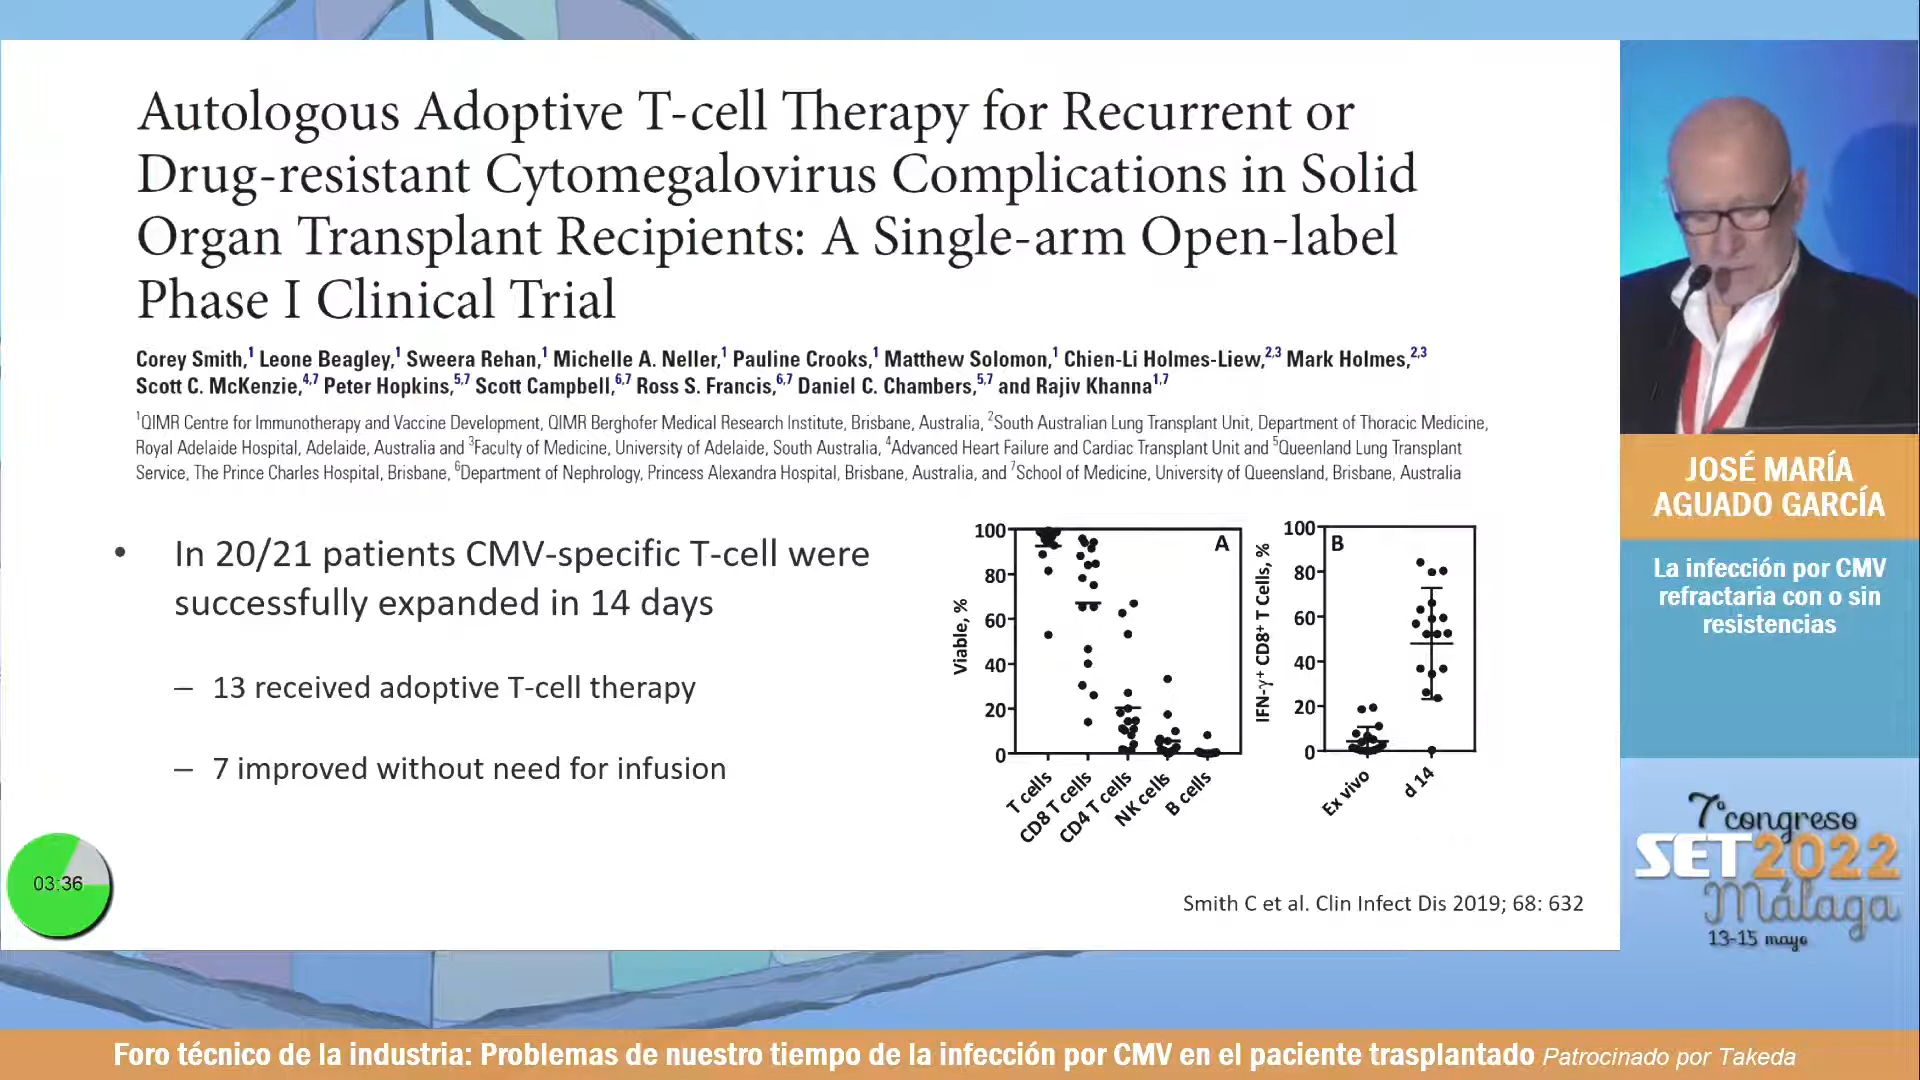 Autologous Adoptive T-cell Therapy for Recurrent or
Drug-resistant Cytomegalovirus Complications in Solid
Organ Transplant Recipients: A Single-arm Open-label
Phase I Clinical Trial
Corey Smith,1 Leone Beagley,1 Sweera Rehan,1 Michelle A. Neller,1 Pauline Crooks,1 Matthew Solomon,1 Chien-Li Holmes-Liew,2,3 Mark Holmes,2,3
Scott C. McKenzie,4,7 Peter Hopkins,5,7 Scott Campbell,6,7 Ross S. Francis,6,7 Daniel C. Chambers,5,7 and Rajiv Khanna1,7
1QIMR Centre for Immunotherapy and Vaccine Development, QIMR Berghofer Medical Research Institute, Brisbane, Australia, 2South Australian Lung Transplant Unit, Department of Thoracic Medicine,
Royal Adelaide Hospital, Adelaide, Australia and 3Faculty of Medicine, University of Adelaide, South Australia, 4Advanced Heart Failure and Cardiac Transplant Unit and 5Queenland Lung Transplant
Service, The Prince Charles Hospital, Brisbane, 6Department of Nephrology, Princess Alexandra Hospital, Brisbane, Australia, and 7School of Medicine, University of Queensland, Brisbane, Australia
• In 20/21 patients CMV-specific T-cell were
successfully expanded in 14 days
– 13 received adoptive T-cell therapy
– 7 improved without need for infusion
A
Viable, %
100
80
60
40
20
0
T cells
CD8 T cells
CD4 T cells
NK cells
B cells
B
IFN-γ+ CD8+ T Cells, %
100
80
60
40
20
0
Ex vivo
d 14
03:36
Smith C et al. Clin Infect Dis 2019; 68: 632
JOSÉ MARÍA
AGUADO GARCÍA
La infección por CMV
refractaria con o sin
resistencias
7º congreso
SET2022
Málaga
13-15 mayo
Foro técnico de la industria: Problemas de nuestro tiempo de la infección por CMV en el paciente trasplantado Patrocinado por Takeda